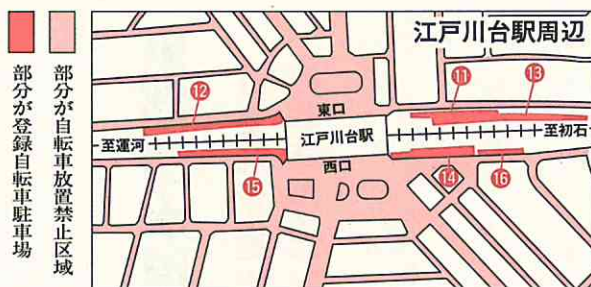 部分が自転車放置禁止区域
部分が登録自転車駐車場
江戸川台駅周辺
⑫
⑪
⑬
東口
至運河
江戸川台駅
至初石
西口
⑮
⑭
⑯